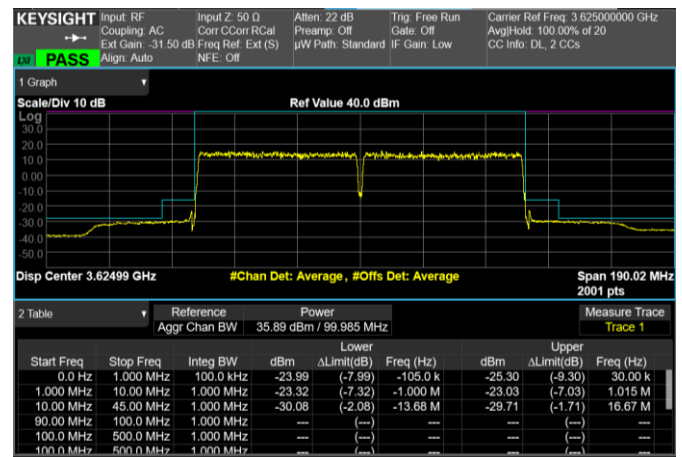 KEYSIGHT Input: RF Input Z: 50 Ω Atten: 22 dB Trig: Free Run Carrier Ref Freq: 3.625000000 GHz
Coupling: AC Corr CCorr RCal Preamp: Off Gate: Off Avg|Hold: 100.00% of 20
Ext Gain: -31.50 dB Freq Ref: Ext (S) µW Path: Standard IF Gain: Low CC Info: DL, 2 CCs
LXI PASS Align: Auto NFE: Off
1 Graph
Scale/Div 10 dB Ref Value 40.0 dBm
Log
30.0
20.0
10.0
0.00
-10.0
-20.0
-30.0
-40.0
-50.0
Disp Center 3.62499 GHz #Chan Det: Average, #Offs Det: Average Span 190.02 MHz
2001 pts
2 Table Reference Power Measure Trace
Aggr Chan BW 35.89 dBm / 99.985 MHz Trace 1
Lower Upper
Start Freq Stop Freq Integ BW dBm ΔLimit(dB) Freq (Hz) dBm ΔLimit(dB) Freq (Hz)
0.0 Hz 1.000 MHz 100.0 kHz -23.99 (-7.99) -105.0 k -25.30 (-9.30) 30.00 k
1.000 MHz 10.00 MHz 1.000 MHz -23.32 (-7.32) -1.000 M -23.03 (-7.03) 1.015 M
10.00 MHz 45.00 MHz 1.000 MHz -30.08 (-2.08) -13.68 M -29.71 (-1.71) 16.67 M
90.00 MHz 100.0 MHz 1.000 MHz --- (---) --- --- (---) ---
100.0 MHz 500.0 MHz 1.000 MHz --- (---) --- --- (---) ---
100.0 MHz 500.0 MHz 1.000 MHz --- (---) --- --- (---) ---